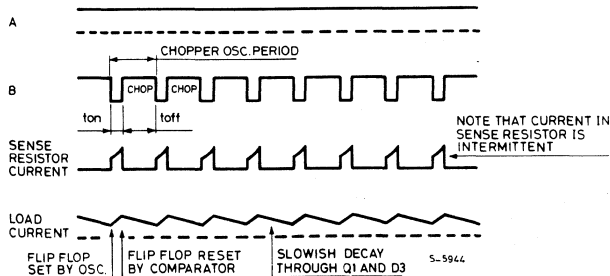 A
CHOPPER OSC. PERIOD
B
CHOP CHOP
ton toff
NOTE THAT CURRENT IN
SENSE RESISTOR IS
INTERMITTENT
SENSE
RESISTOR
CURRENT
LOAD
CURRENT
FLIP FLOP
SET BY OSC.
FLIP FLOP RESET
BY COMPARATOR
SLOWISH DECAY
THROUGH Q1 AND D3
S-5944